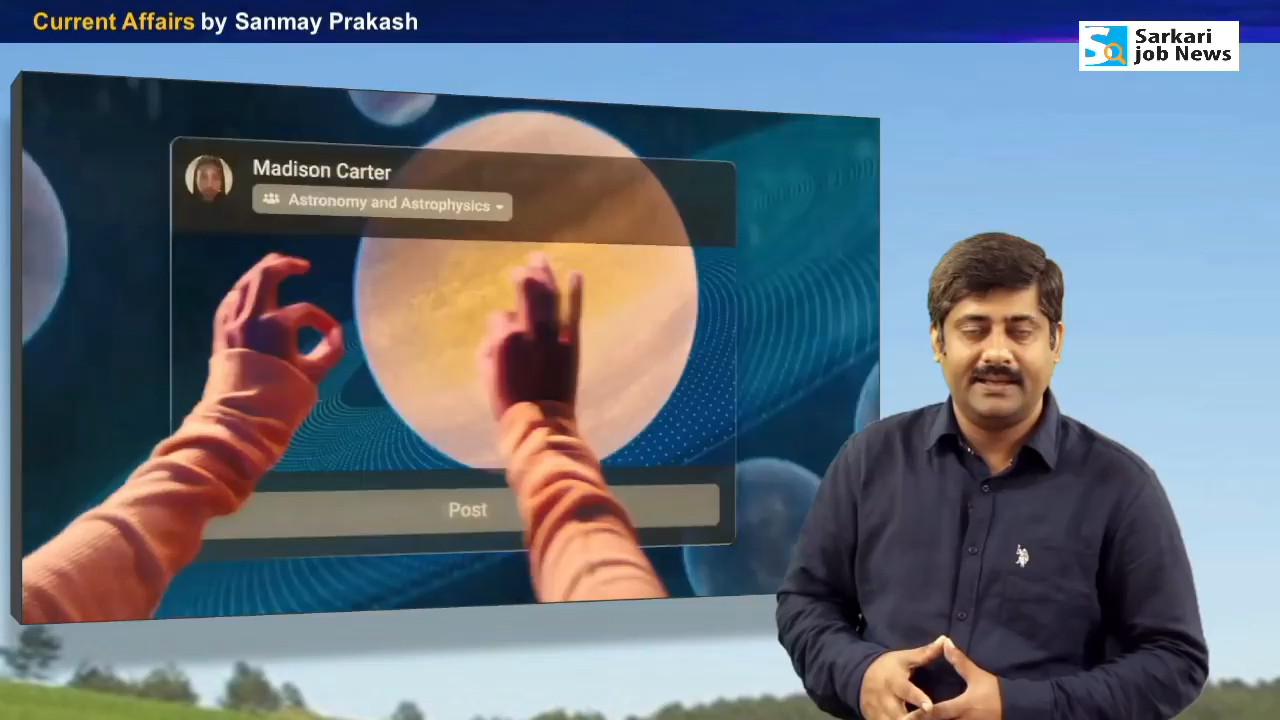 Current Affairs by Sanmay Prakash
Sarkari
Job News
Madison Carter
Astronomy and Astrophysics
Post